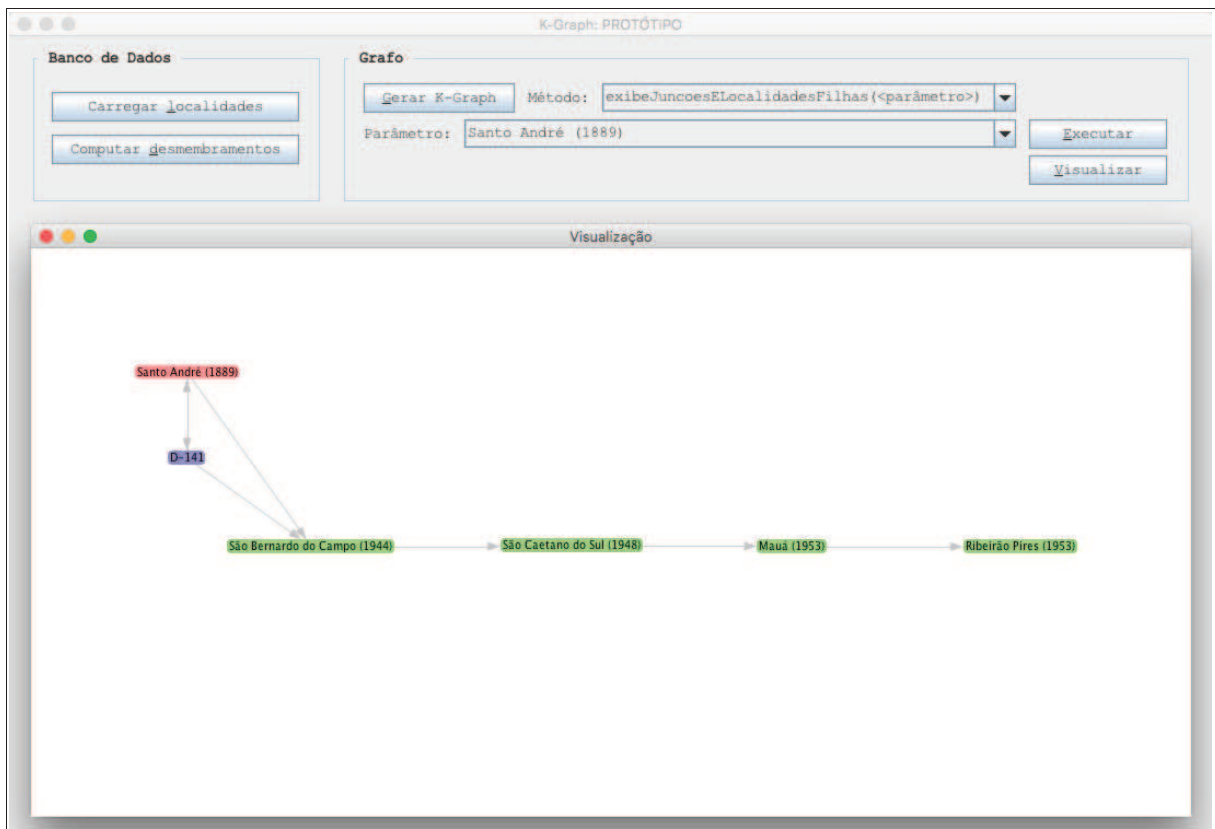 K-Graph: PROTÓTIPO
Banco de Dados
Carregar localidades
Computar desmembramentos
Grafo
Gerar K-Graph
Método:
exibeJuncoesELocalidadesFilhas(<parâmetro>)
Parâmetro:
Santo André (1889)
Executar
Visualizar
Visualização
Santo André (1889)
D-141
São Bernardo do Campo (1944)
São Caetano do Sul (1948)
Mauá (1953)
Ribeirão Pires (1953)